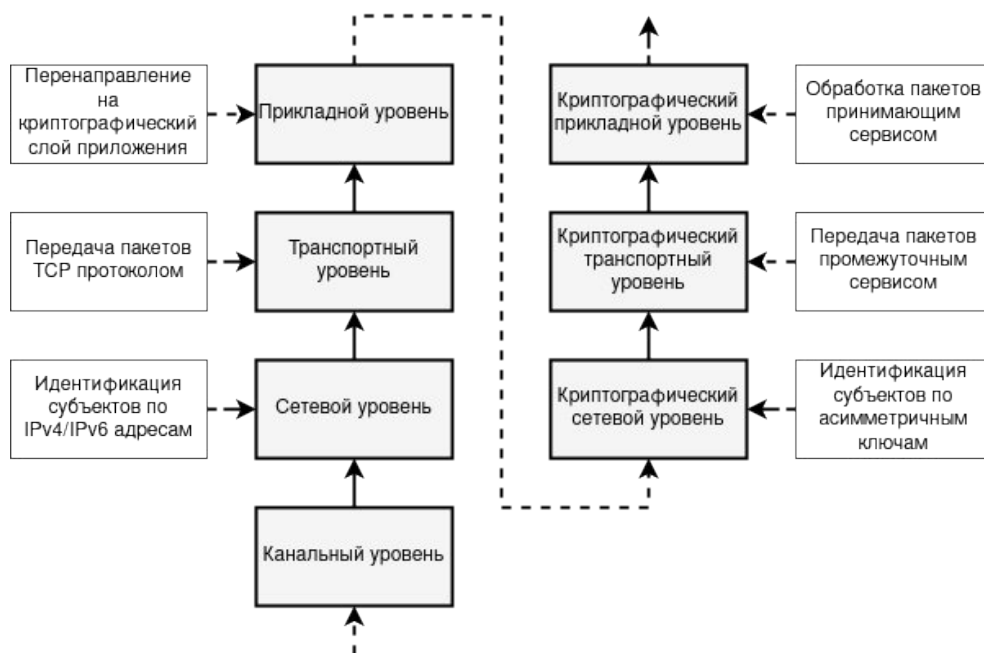 Перенаправление
на
криптографический
слой приложения
Прикладной уровень
Криптографический
прикладной уровень
Обработка пакетов
принимающим
сервисом
Передача пакетов
TCP протоколом
Транспортный
уровень
Криптографический
транспортный
уровень
Передача пакетов
промежуточным
сервисом
Идентификация
субъектов по
IPv4/IPv6 адресам
Сетевой уровень
Криптографический
сетевой уровень
Идентификация
субъектов по
асимметричным
ключам
Канальный уровень